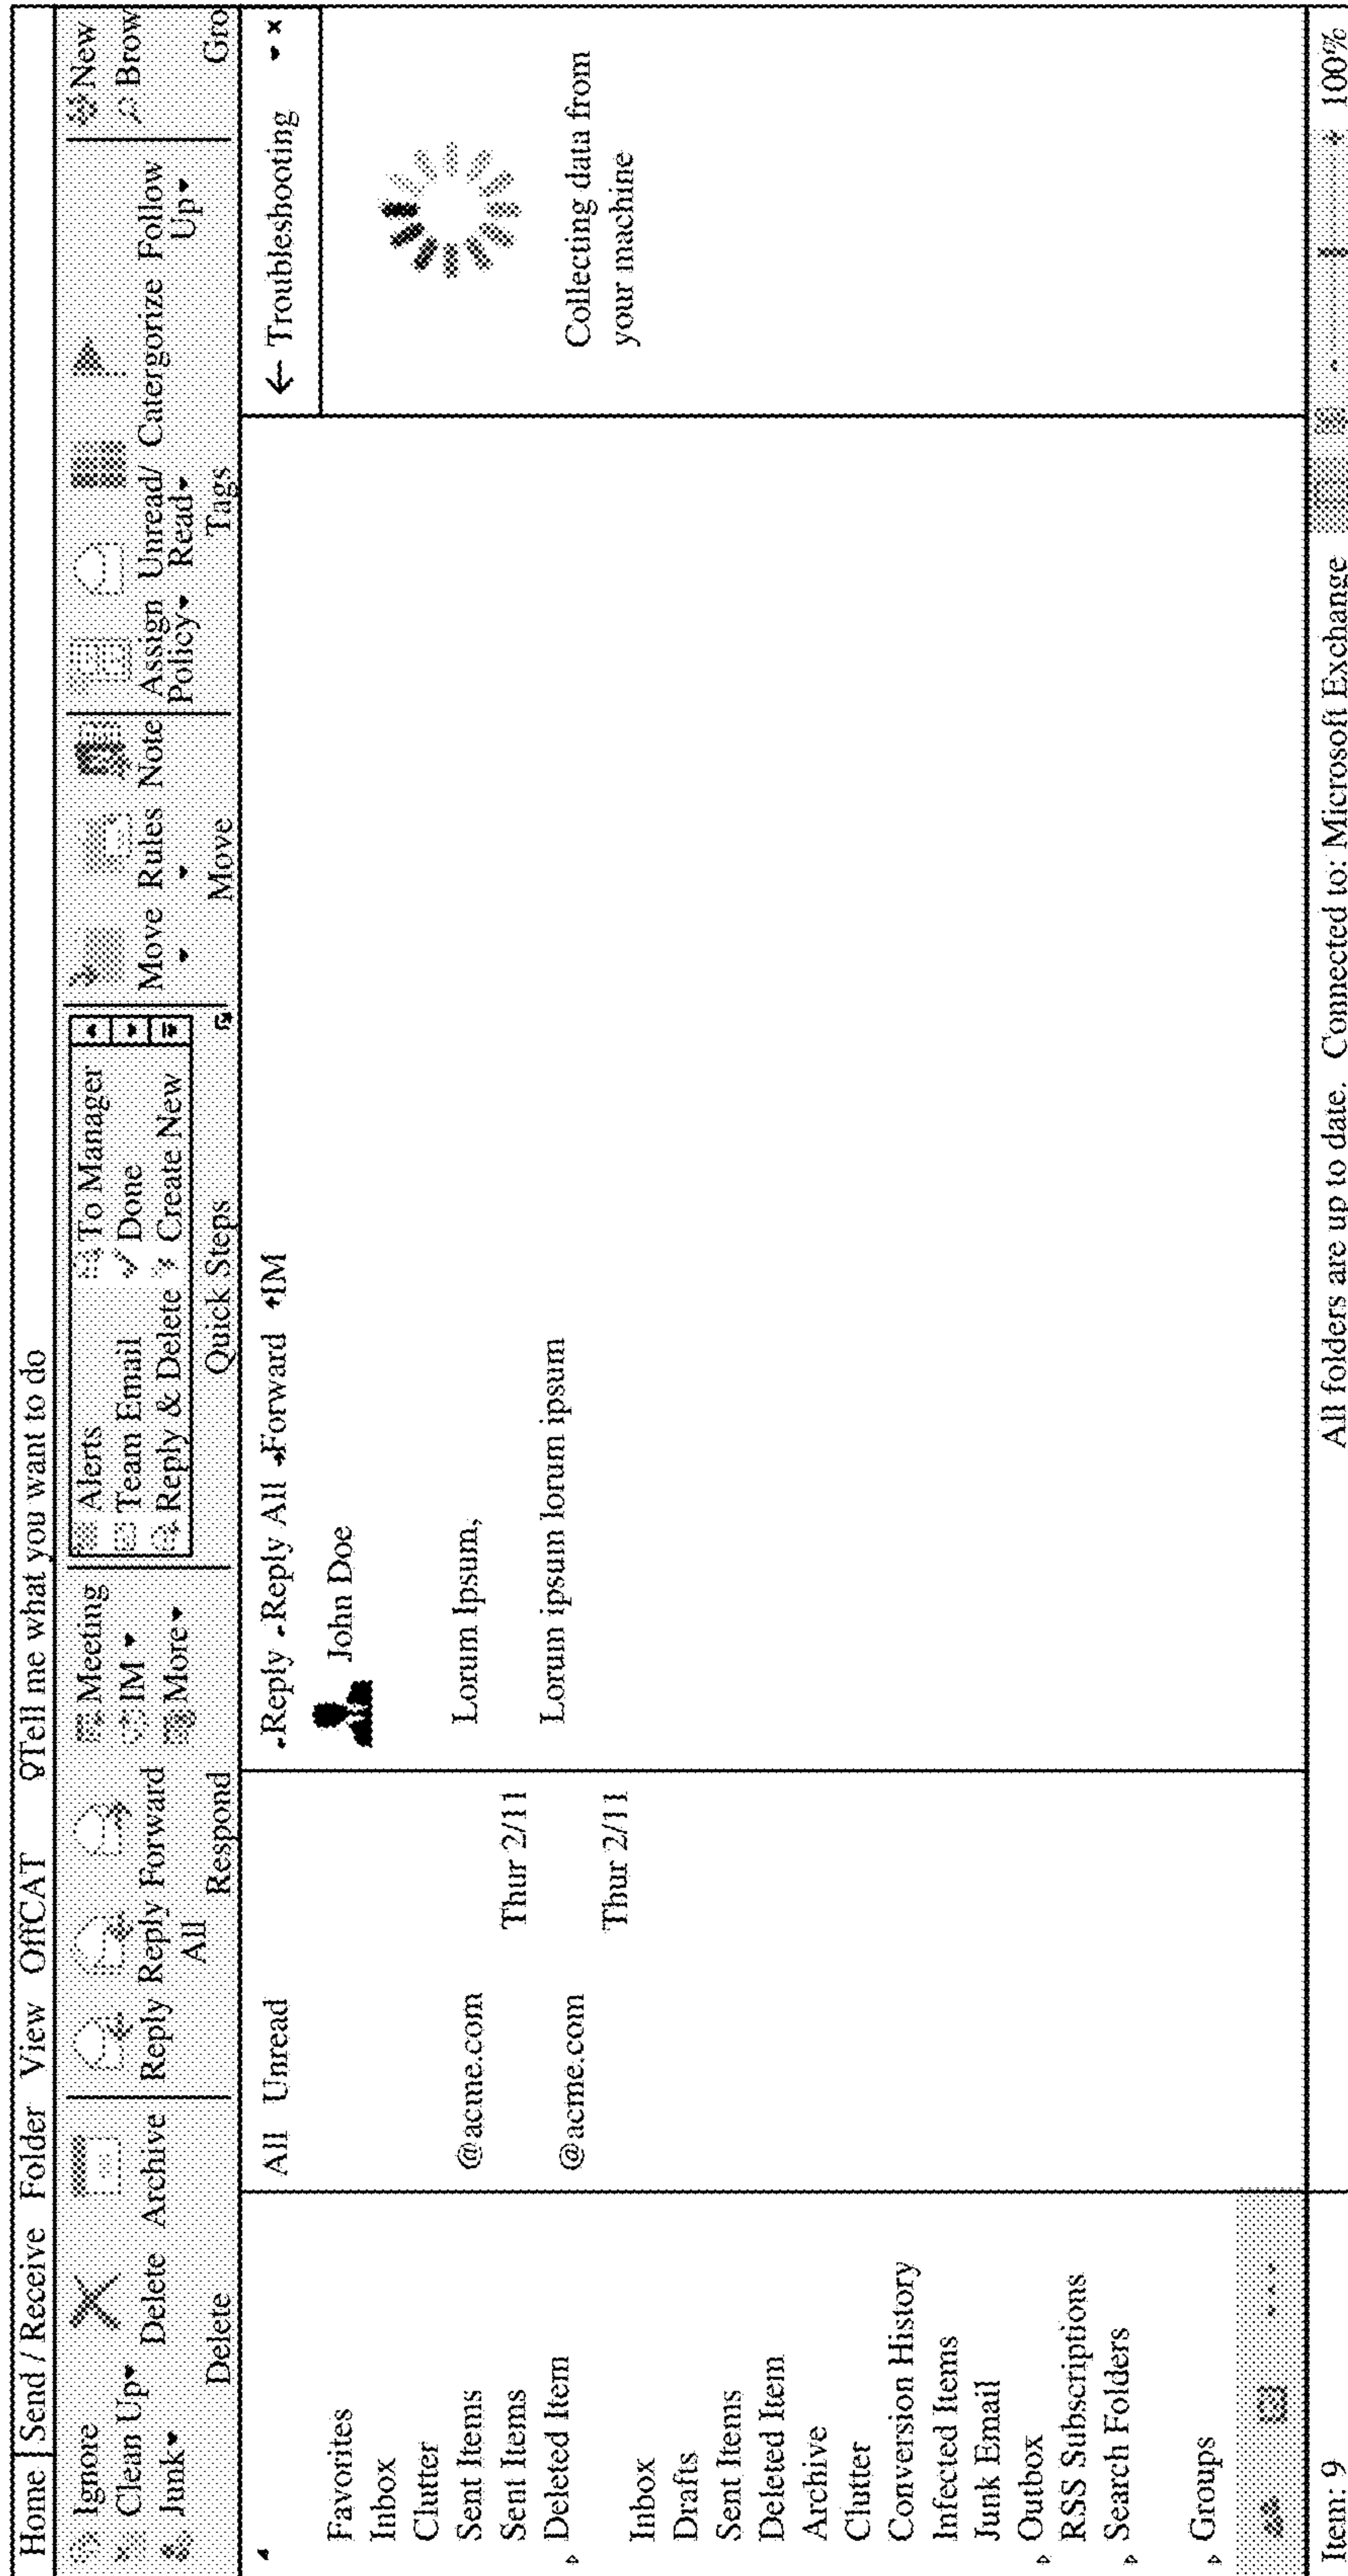 Home Send / Receive Folder View OffCAT Tell me what you want to do
Ignore
Clean Up
Junk
Delete Archive
Delete
Reply Reply Forward
All
Meeting
IM
More
Respond
Alerts
Team Email
Reply & Delete
To Manager
Done
Create New
Quick Steps
Move Rules Note
Move
Assign Unread/ Catergorize Follow
Policy Read Up
Tags
New
Brow
Gro
Favorites
Inbox
Clutter
Sent Items
Sent Items
Deleted Item
Inbox
Drafts
Sent Items
Deleted Item
Archive
Clutter
Conversion History
Infected Items
Junk Email
Outbox
RSS Subscriptions
Search Folders
Groups
All Unread
@acme.com
Thur 2/11
@acme.com
Thur 2/11
Reply Reply All Forward IM
John Doe
Lorum Ipsum,
Lorum ipsum lorum ipsum
← Troubleshooting ×
Collecting data from
your machine
Item: 9
All folders are up to date. Connected to: Microsoft Exchange - + 100%